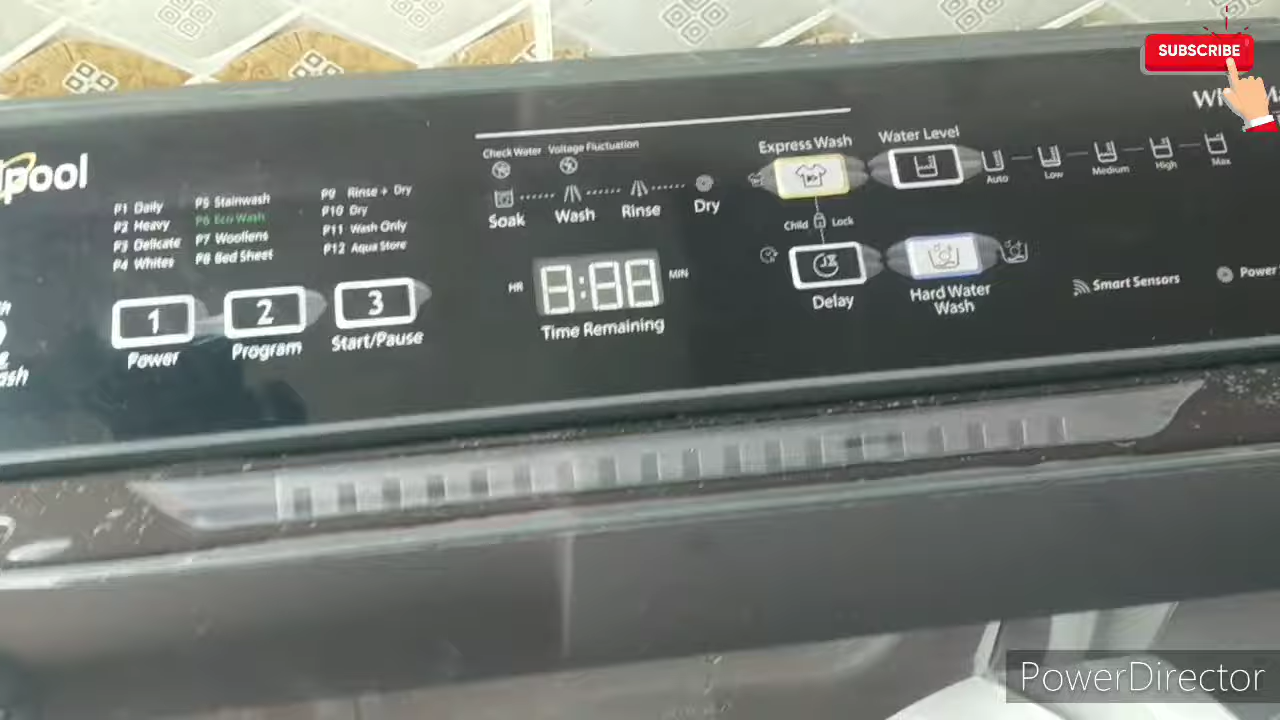 SUBSCRIBE
pool
P1 Daily
P2 Heavy
P3 Delicate
P4 Whites
P5 Stainwash
P6 Eco Wash
P7 Woollens
P8 Bed Sheet
P9 Rinse + Dry
P10 Dry
P11 Wash Only
P12 Aqua Store
1
Power
2
Program
3
Start/Pause
Check Water
Voltage Fluctuation
Soak
Wash
Rinse
Dry
HR
8:88
MIN
Time Remaining
Express Wash
Child Lock
Delay
Water Level
Auto
Low
Medium
High
Max
Hard Water
Wash
Smart Sensors
Power
PowerDirector